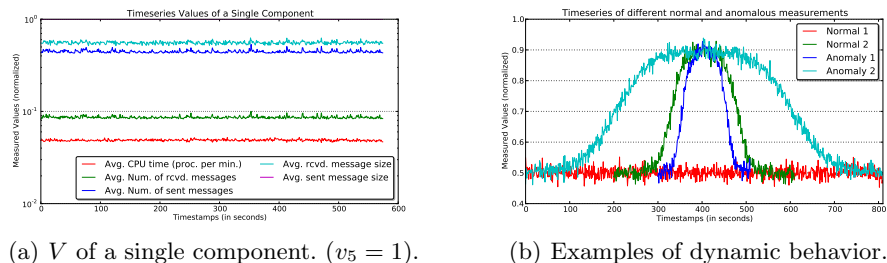 Timeseries Values of a Single Component
10^0
10^-1
10^-2
Measured Values (normalized)
Avg. CPU time (proc. per min.)
Avg. Num. of rcvd. messages
Avg. Num. of sent messages
Avg. rcvd. message size
Avg. sent message size
0 100 200 300 400 500 600
Timestamps (in seconds)
(a) V of a single component. (v5 = 1).
Timeseries of different normal and anomalous measurements
1.0
0.9
0.8
0.7
0.6
0.5
0.4
Measured Values (normalized)
Normal 1
Normal 2
Anomaly 1
Anomaly 2
0 100 200 300 400 500 600 700 800
Timestamps (in seconds)
(b) Examples of dynamic behavior.